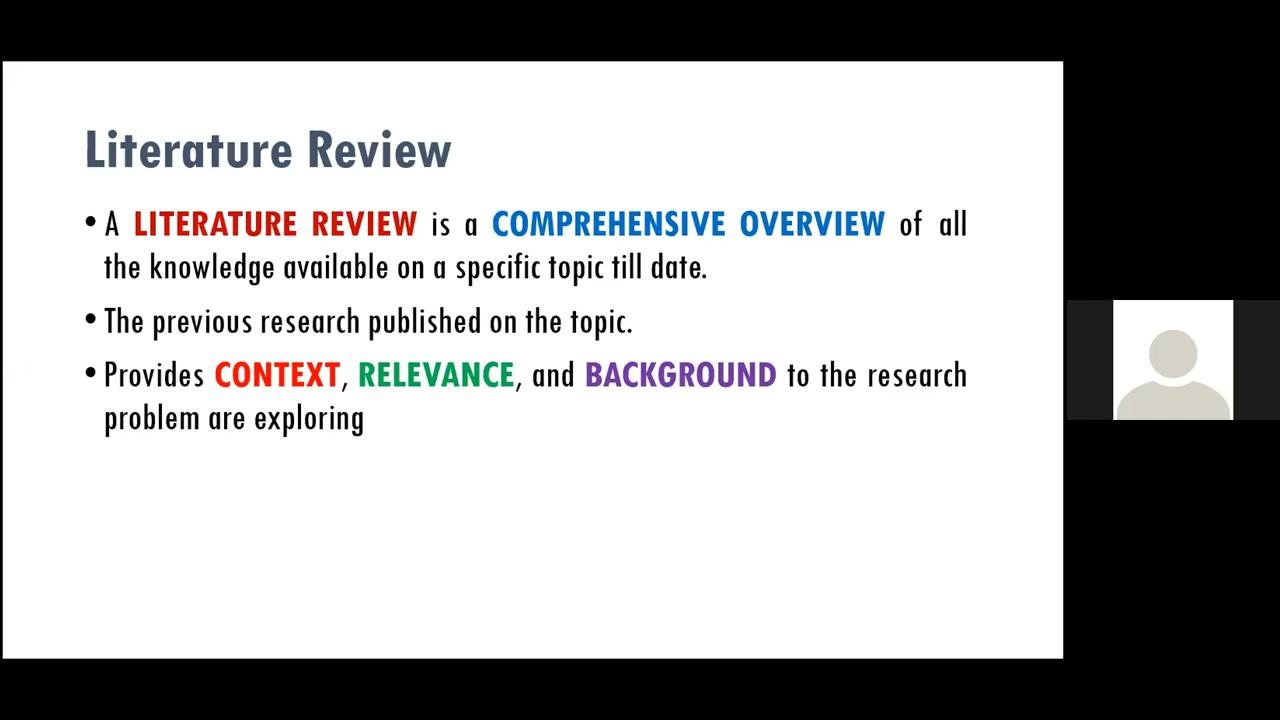 Literature Review
• A LITERATURE REVIEW is a COMPREHENSIVE OVERVIEW of all
the knowledge available on a specific topic till date.
• The previous research published on the topic.
• Provides CONTEXT, RELEVANCE, and BACKGROUND to the research
problem are exploring